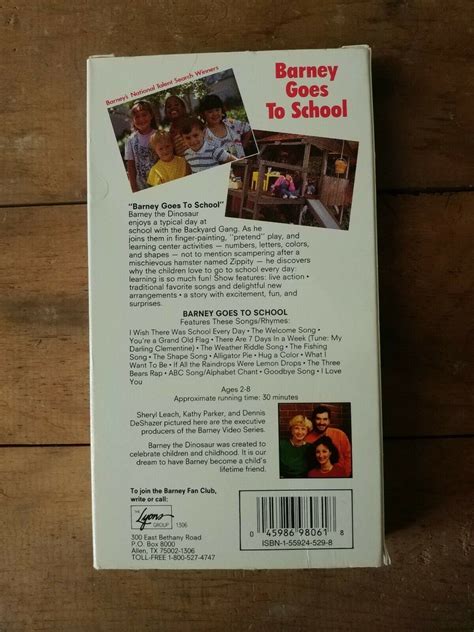 Barney's National Talent Search Winners
Barney
Goes
To School
"Barney Goes To School"
Barney the Dinosaur
enjoys a typical day at
school with the Backyard Gang. As he
joins them in finger-painting, "pretend" play, and
learning center activities — numbers, letters, colors,
and shapes — not to mention scampering after a
mischievous hamster named Zippity — he discovers
why the children love to go to school every day:
learning is so much fun! Show features: live action •
traditional favorite songs and delightful new
arrangements • a story with excitement, fun, and
surprises.
BARNEY GOES TO SCHOOL
Features These Songs/Rhymes:
I Wish There Was School Every Day • The Welcome Song •
You're a Grand Old Flag • There Are 7 Days In a Week (Tune: My
Darling Clementine) • The Weather Riddle Song • The Fishing
Song • The Shape Song • Alligator Pie • Hug a Color • What I
Want To Be • If All the Raindrops Were Lemon Drops • The Three
Bears Rap • ABC Song/Alphabet Chant • Goodbye Song • I Love
You
Ages 2-8
Approximate running time: 30 minutes
Sheryl Leach, Kathy Parker, and Dennis
DeShazer pictured here are the executive
producers of the Barney Video Series.
Barney the Dinosaur was created to
celebrate children and childhood. It is
our dream to have Barney become a child's
lifetime friend.
To join the Barney Fan Club,
write or call:
THE
Lyons
GROUP 1306
300 East Bethany Road
P.O. Box 8000
Allen, TX 75002-1306
TOLL-FREE 1-800-527-4747
0 45986 98061 8
ISBN-1-55924-529-8